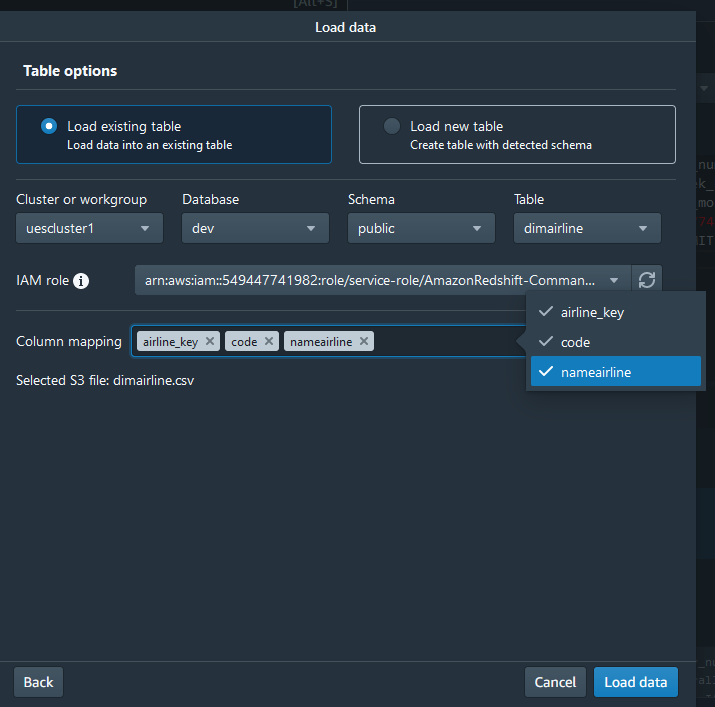 [Alt+S]
Load data
Table options
Load existing table
Load data into an existing table
Load new table
Create table with detected schema
Cluster or workgroup
Database
Schema
Table
uescluster1
dev
public
dimairline
IAM role
arn:aws:iam::549447741982:role/service-role/AmazonRedshift-Comman...
Column mapping
airline_key
code
nameairline
airline_key
code
nameairline
Selected S3 file: dimairline.csv
Back
Cancel
Load data